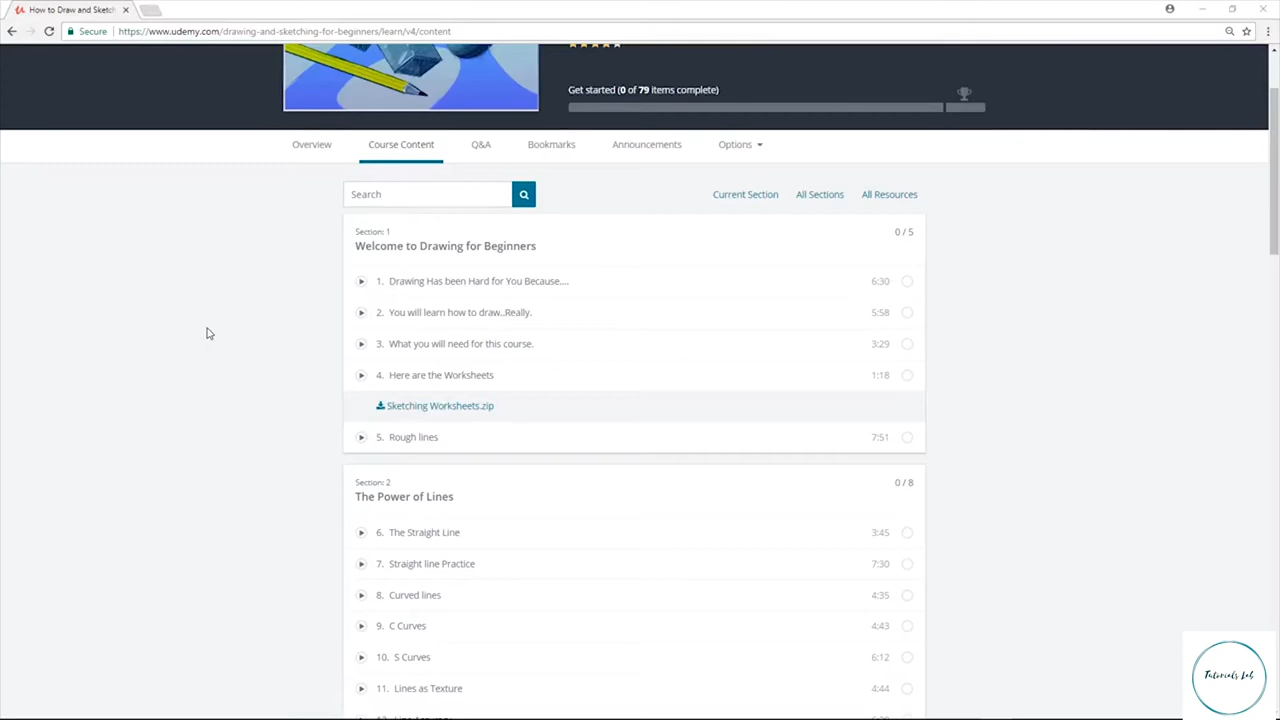 How to Draw and Sketch
Secure https://www.udemy.com/drawing-and-sketching-for-beginners/learn/v4/content
Get started (0 of 79 items complete)
Overview Course Content Q&A Bookmarks Announcements Options
Search Current Section All Sections All Resources
Section: 1 0 / 5
Welcome to Drawing for Beginners
1. Drawing Has been Hard for You Because.... 6:30
2. You will learn how to draw..Really. 5:58
3. What you will need for this course. 3:29
4. Here are the Worksheets 1:18
Sketching Worksheets.zip
5. Rough lines 7:51
Section: 2 0 / 8
The Power of Lines
6. The Straight Line 3:45
7. Straight line Practice 7:30
8. Curved lines 4:35
9. C Curves 4:43
10. S Curves 6:12
11. Lines as Texture 4:44
Tutorials Lab